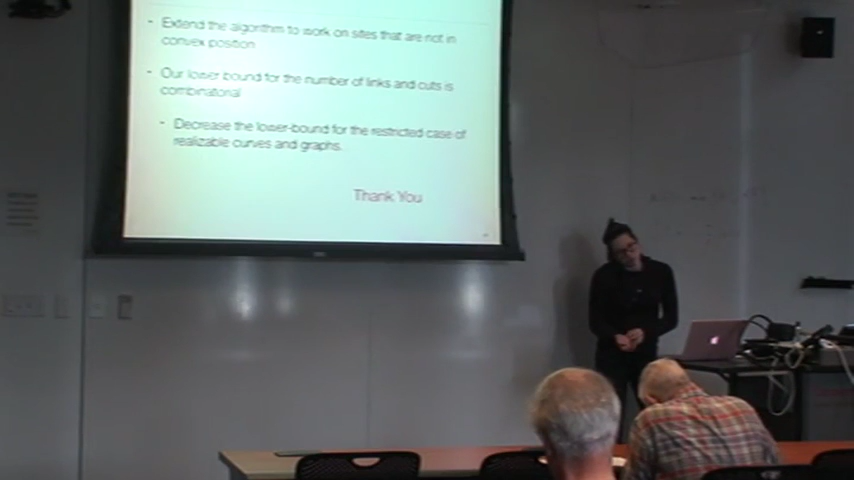 - Extend the algorithm to work on sites that are not in
convex position
- Our lower bound for the number of links and cuts is
combinatorial
- Decrease the lower-bound for the restricted case of
realizable curves and graphs.
Thank You